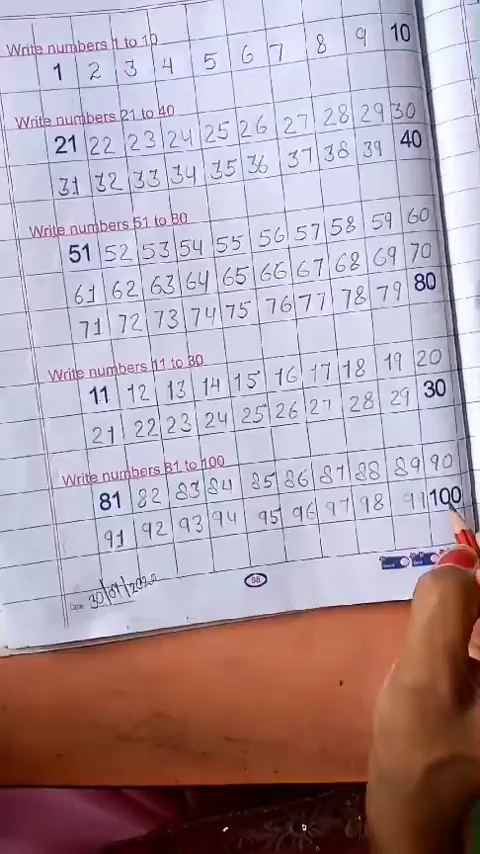 Write numbers 1 to 10
1 2 3 4 5 6 7 8 9 10
Write numbers 21 to 40
21 22 23 24 25 26 27 28 29 30
31 32 33 34 35 36 37 38 39 40
Write numbers 51 to 80
51 52 53 54 55 56 57 58 59 60
61 62 63 64 65 66 67 68 69 70
71 72 73 74 75 76 77 78 79 80
Write numbers 11 to 30
11 12 13 14 15 16 17 18 19 20
21 22 23 24 25 26 27 28 29 30
Write numbers 81 to 100
81 82 83 84 85 86 87 88 89 90
91 92 93 94 95 96 97 98 99 100
Date 30/07/2020
88